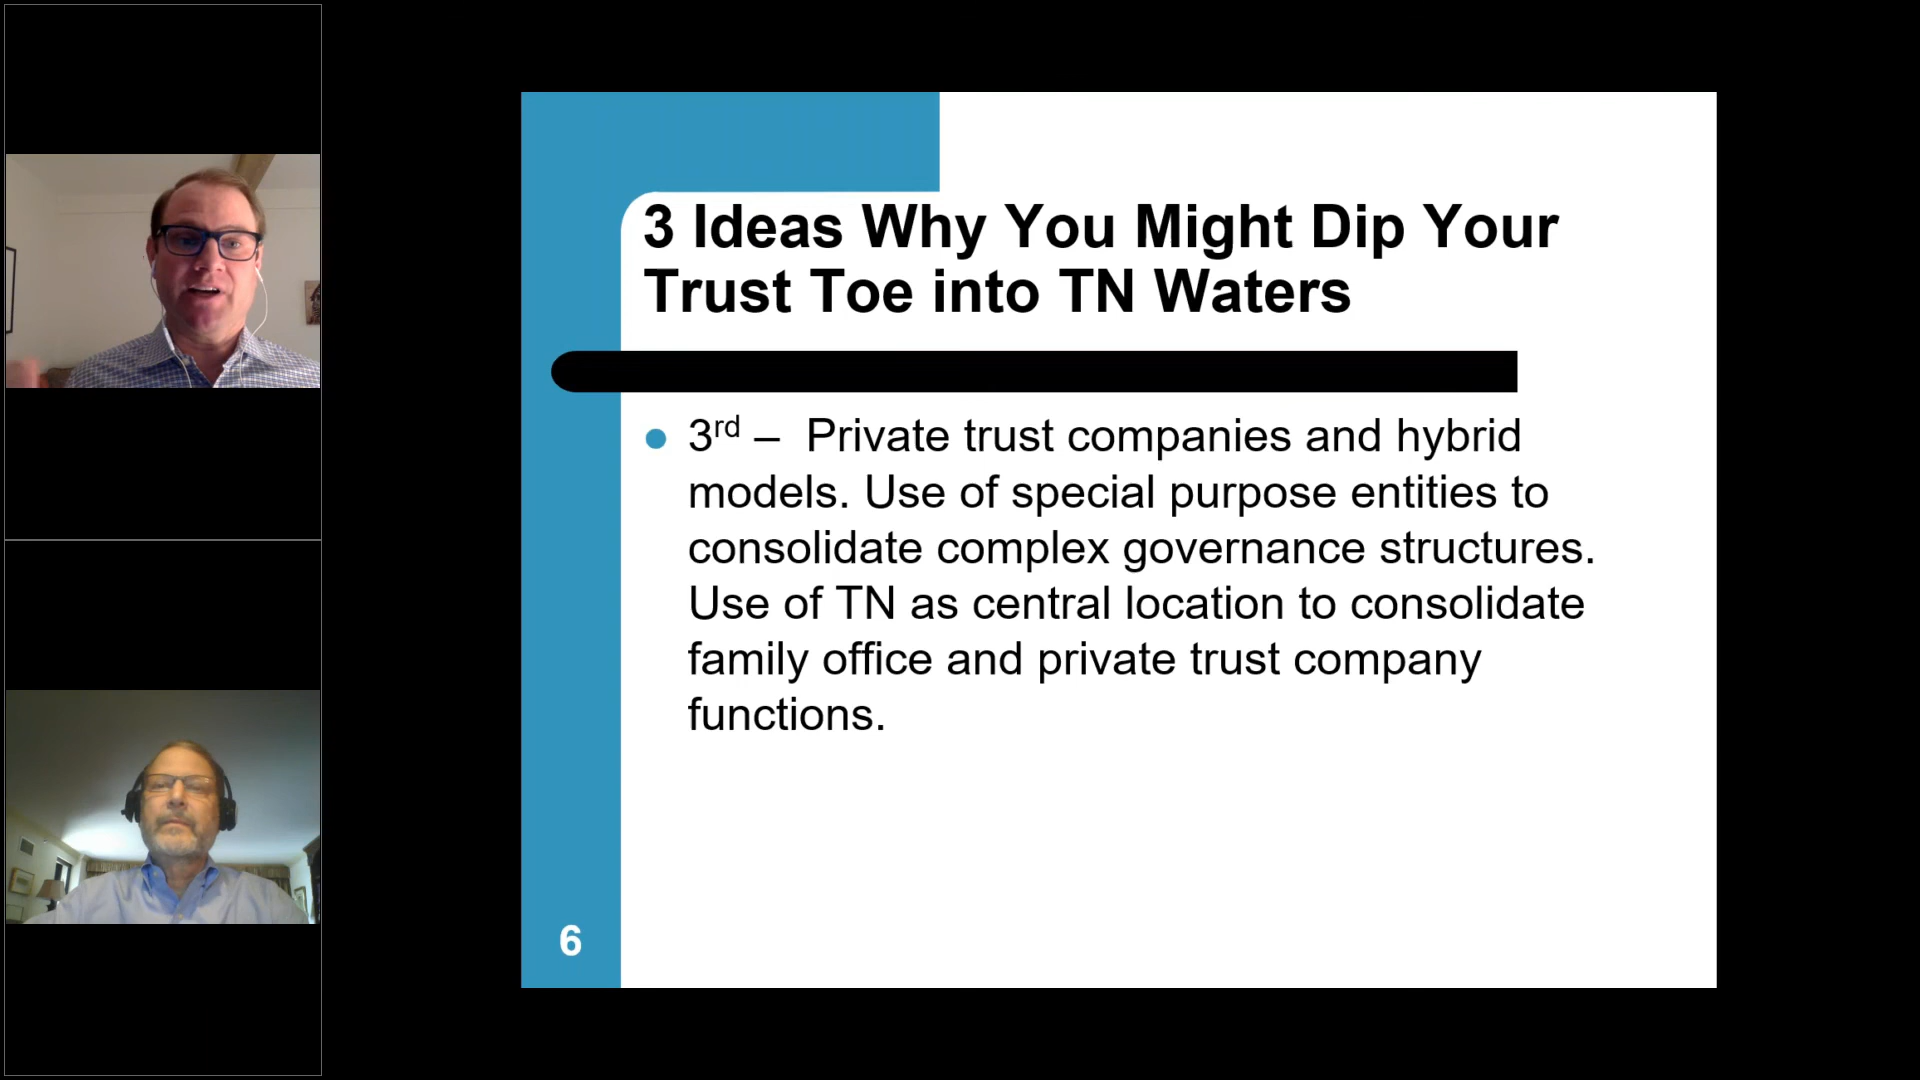 3 Ideas Why You Might Dip Your
Trust Toe into TN Waters
3rd – Private trust companies and hybrid
models. Use of special purpose entities to
consolidate complex governance structures.
Use of TN as central location to consolidate
family office and private trust company
functions.
6